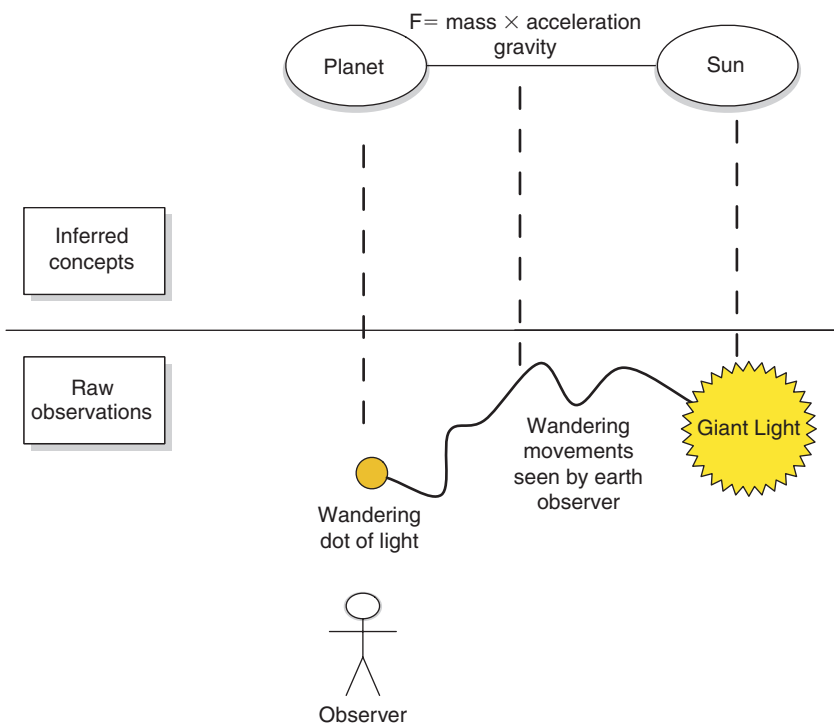 F= mass × acceleration
gravity
Planet
Sun
Inferred
concepts
Raw
observations
Giant Light
Wandering
movements
seen by earth
observer
Wandering
dot of light
Observer